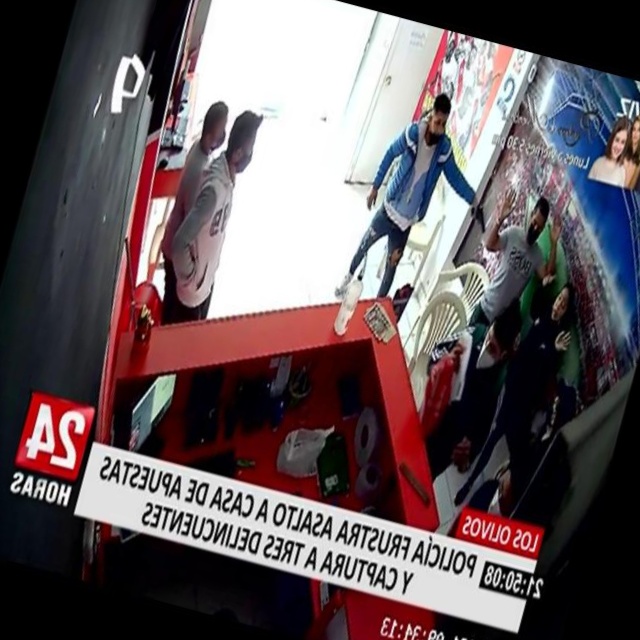 LOS OLIVOS
21:50:08
POLICÍA FRUSTRA ASALTO A CASA DE APUESTAS
Y CAPTURA A TRES DELINCUENTES
24
HORAS